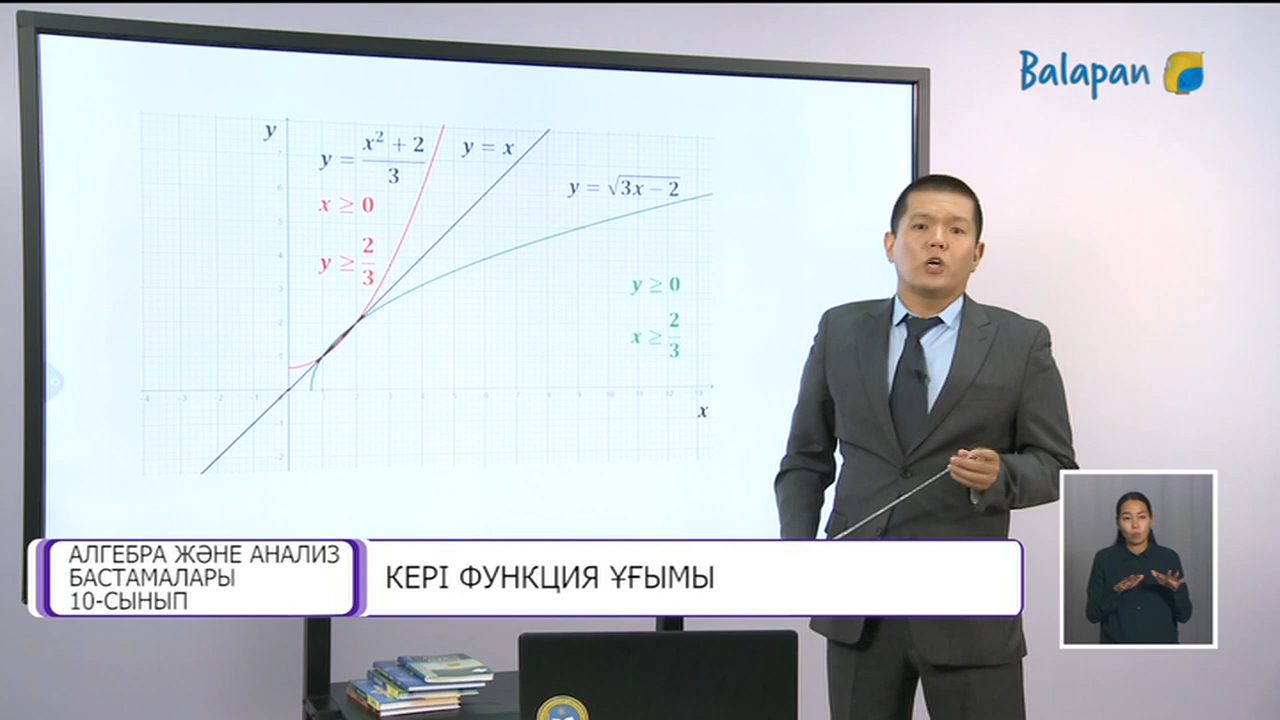 Balapan
y
y = x² + 2 / 3
y = x
y = √3x − 2
x ≥ 0
y ≥ 2/3
y ≥ 0
x ≥ 2/3
x
АЛГЕБРА ЖӘНЕ АНАЛИЗ
БАСТАМАЛАРЫ
10-СЫНЫП
КЕРІ ФУНКЦИЯ ҰҒЫМЫ